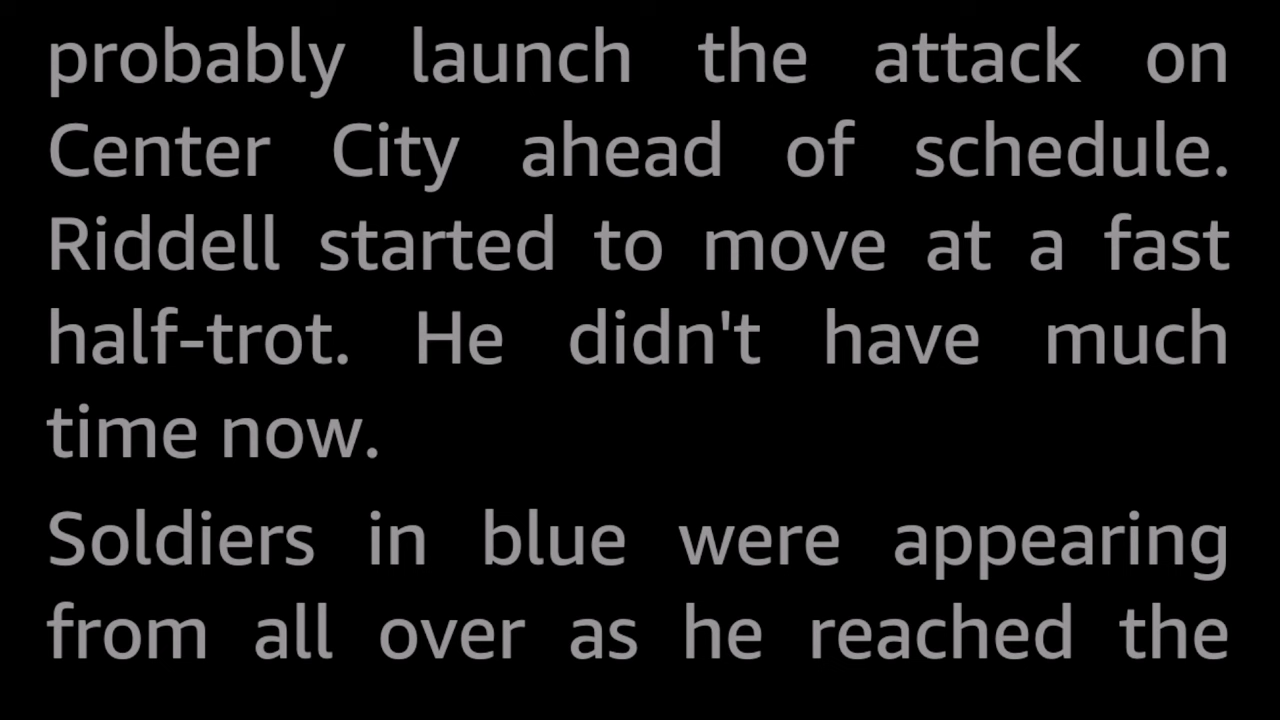 probably launch the attack on
Center City ahead of schedule.
Riddell started to move at a fast
half-trot. He didn't have much
time now.
Soldiers in blue were appearing
from all over as he reached the